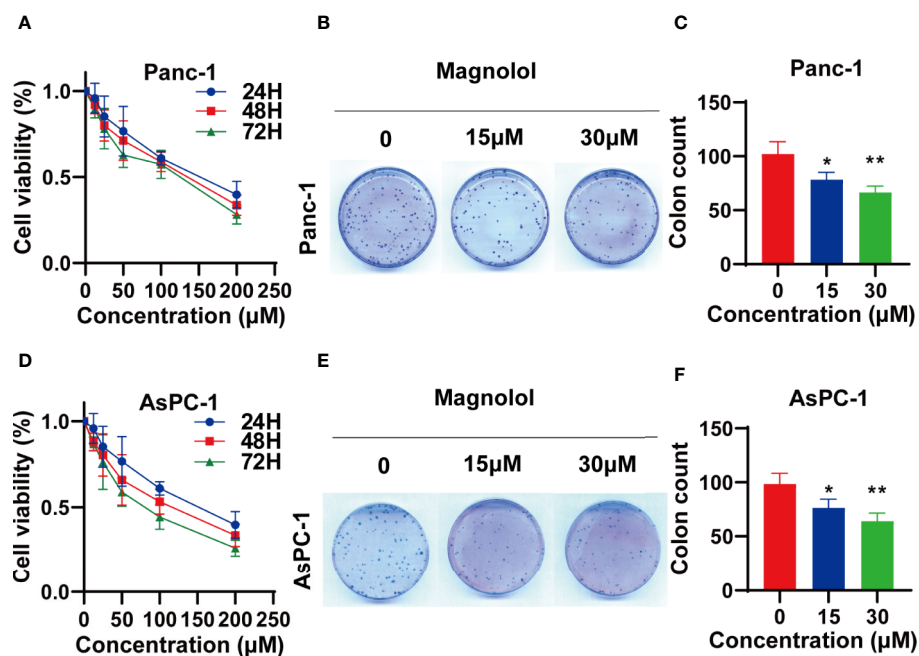 A
Panc-1
24H
48H
72H
Cell viability (%)
1.0
0.5
0.0
0 50 100 150 200 250
Concentration (μM)
B
Magnolol
0 15μM 30μM
Panc-1
C
Panc-1
Colon count
150
100
50
0
* **
0 15 30
Concentration (μM)
D
AsPC-1
24H
48H
72H
Cell viability (%)
1.0
0.5
0.0
0 50 100 150 200 250
Concentration (μM)
E
Magnolol
0 15μM 30μM
AsPC-1
F
AsPC-1
Colon count
150
100
50
0
* **
0 15 30
Concentration (μM)